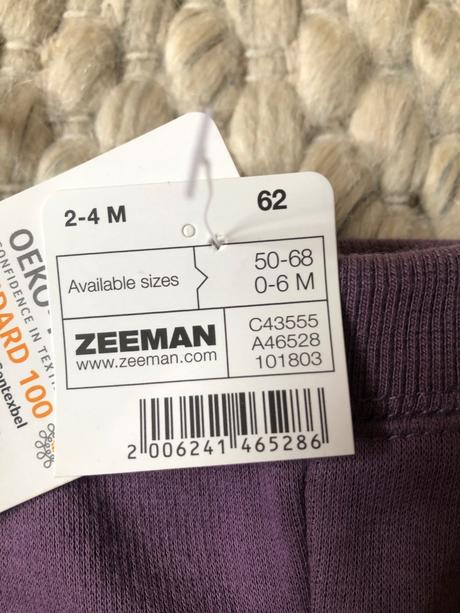 2-4 M
62
Available sizes
50-68
0-6 M
ZEEMAN
www.zeeman.com
C43555
A46528
101803
2 006241 465286
OEKO
CONFIDENCE IN TEXT
DARD 100
Centexbel